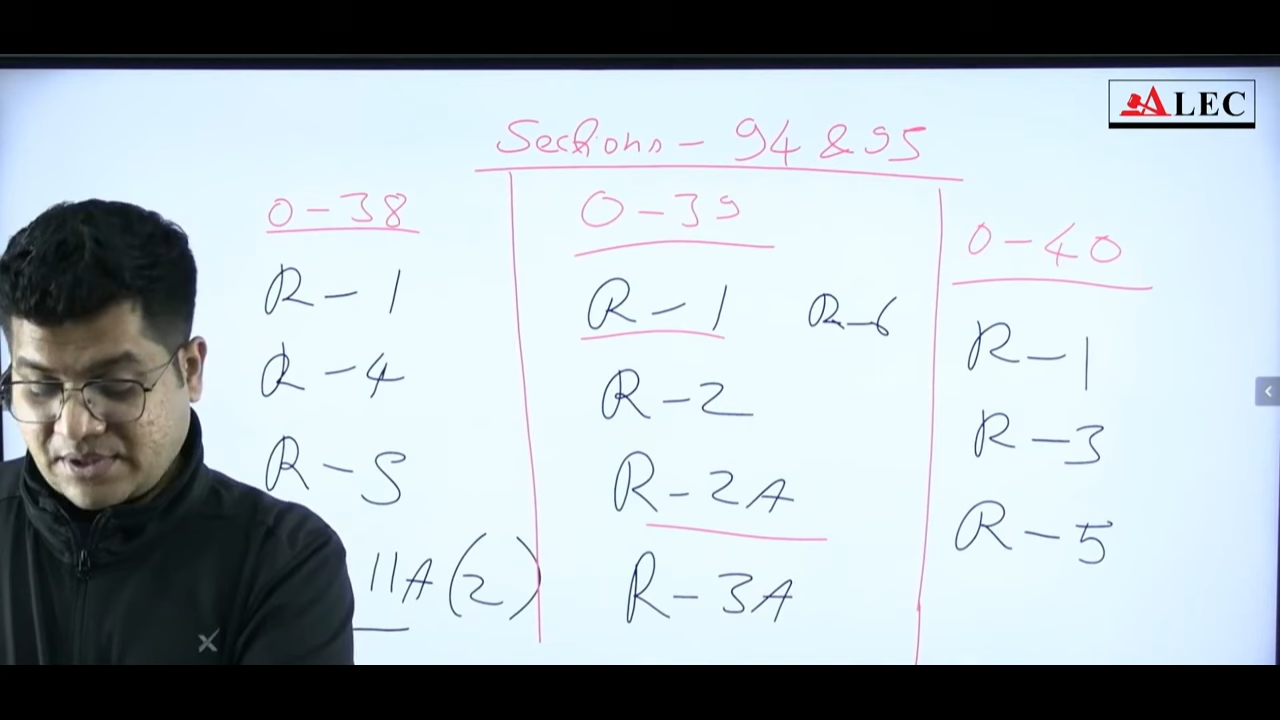 ALEC
Sections - 94 & 95
O-38
R-1
R-4
R-5
11A(2)
O-39
R-1
R-6
R-2
R-2A
R-3A
O-40
R-1
R-3
R-5